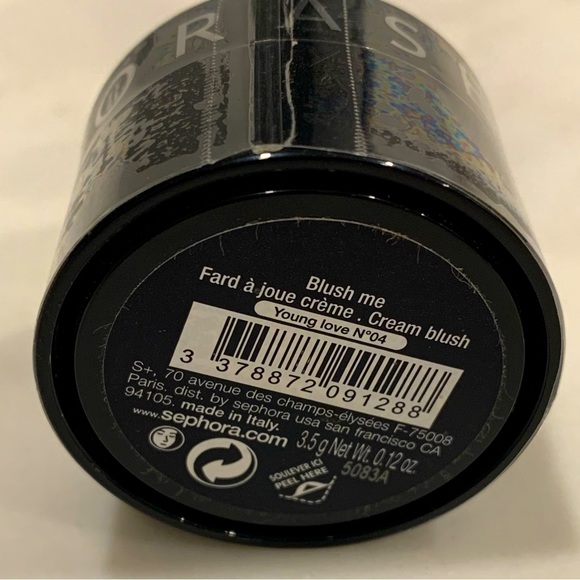 ORASE
Blush me
Fard à joue crème . Cream blush
Young love N°04
3 378872 091288
S+, 70 avenue des champs-élysées F-75008
Paris, dist. by sephora usa san francisco CA
94105. made in italy.
www.sephora.com 3.5 g Net Wt. 0.12 oz.
SOULEVER ICI
PEEL HERE
5083A